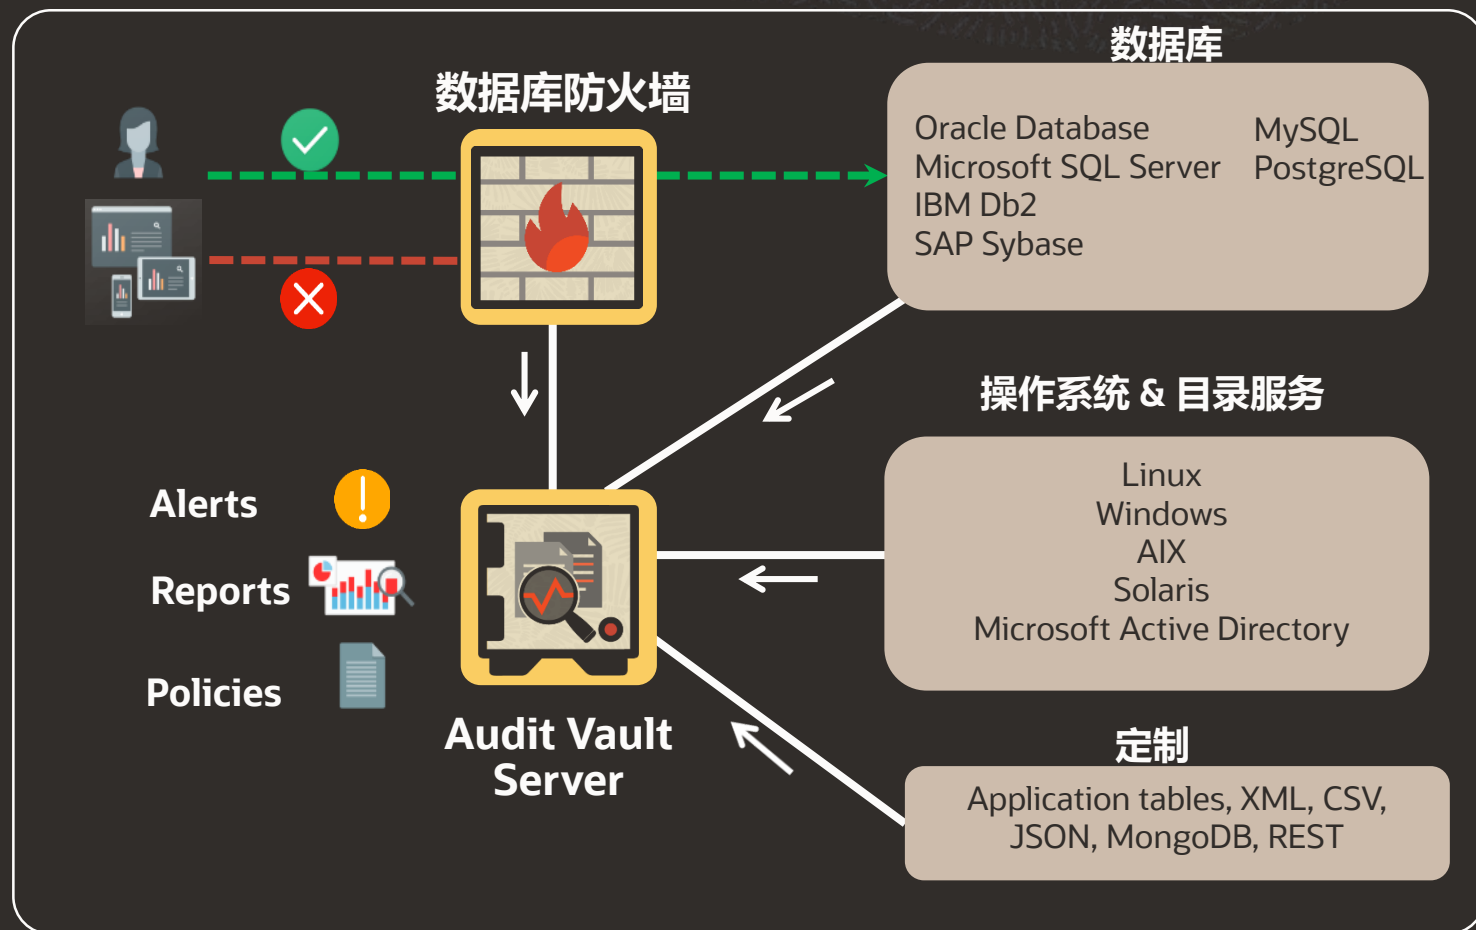 数据库防火墙
数据库
Oracle Database
Microsoft SQL Server
IBM Db2
SAP Sybase
MySQL
PostgreSQL
操作系统 & 目录服务
Linux
Windows
AIX
Solaris
Microsoft Active Directory
Alerts
Reports
Policies
Audit Vault
Server
定制
Application tables, XML, CSV,
JSON, MongoDB, REST